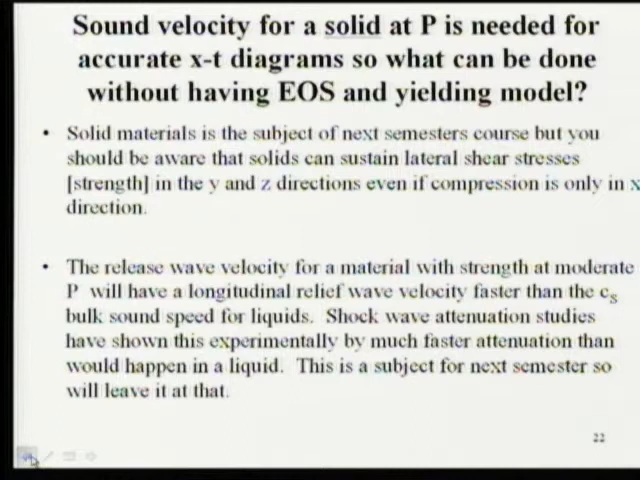 Sound velocity for a solid at P is needed for
accurate x-t diagrams so what can be done
without having EOS and yielding model?
• Solid materials is the subject of next semesters course but you
should be aware that solids can sustain lateral shear stresses
[strength] in the y and z directions even if compression is only in x
direction.
• The release wave velocity for a material with strength at moderate
P will have a longitudinal relief wave velocity faster than the cs
bulk sound speed for liquids. Shock wave attenuation studies
have shown this experimentally by much faster attenuation than
would happen in a liquid. This is a subject for next semester so
will leave it at that.
22